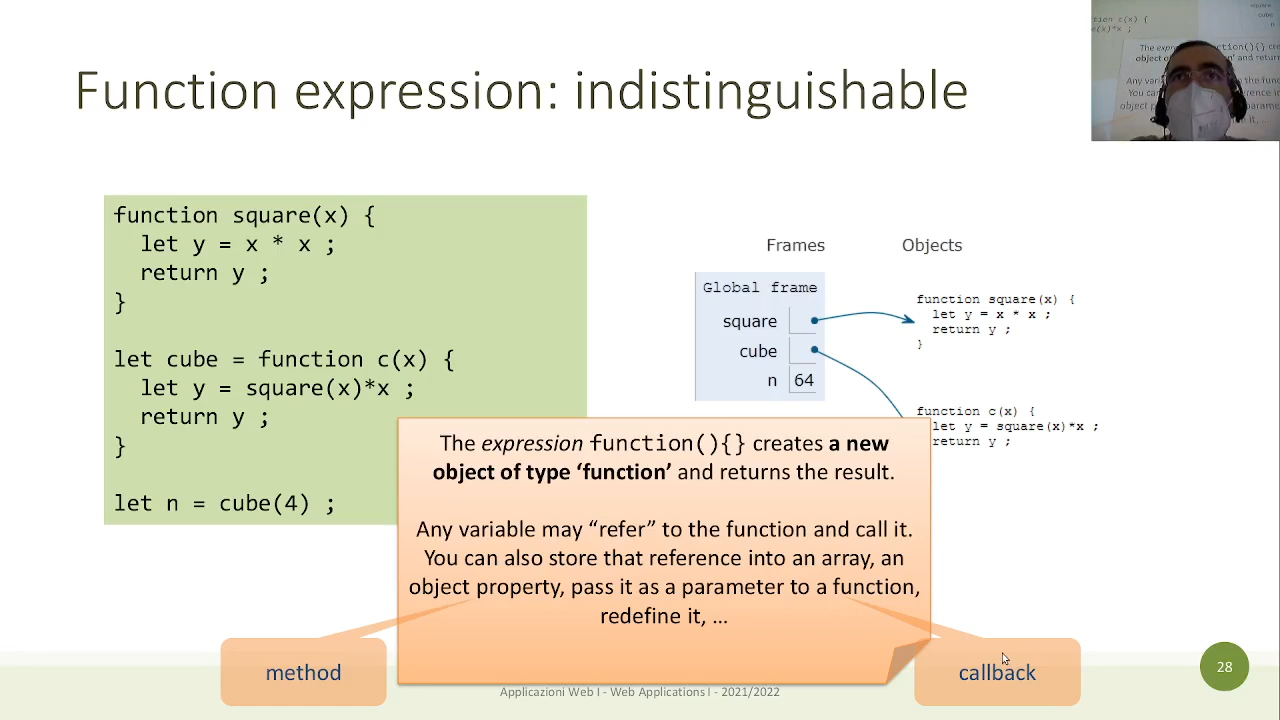 Function expression: indistinguishable
function square(x) {
let y = x * x ;
return y ;
}
let cube = function c(x) {
let y = square(x)*x ;
return y ;
}
let n = cube(4) ;
Frames
Objects
Global frame
square
cube
n 64
function square(x) {
let y = x * x ;
return y ;
}
function c(x) {
let y = square(x)*x ;
return y ;
The expression function(){} creates a new
object of type ‘function’ and returns the result.
Any variable may “refer” to the function and call it.
You can also store that reference into an array, an
object property, pass it as a parameter to a function,
redefine it, …
method
callback
Applicazioni Web I - Web Applications I - 2021/2022
28